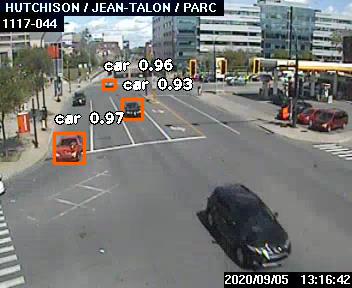 HUTCHISON / JEAN-TALON / PARC
1117-044
car 0.96
car 0.93
car 0.97
2020/09/05 13:16:42